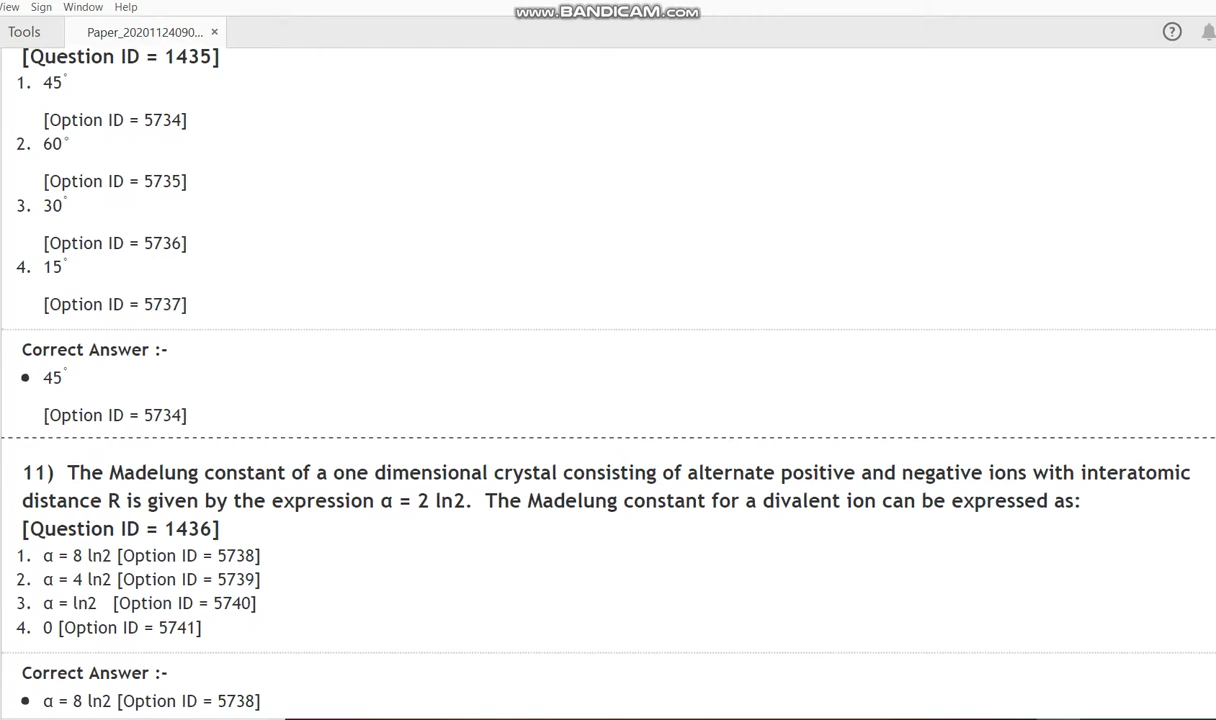 View Sign Window Help
www.BANDICAM.com
Tools Paper_20201124090... × ?
[Question ID = 1435]
1. 45°
[Option ID = 5734]
2. 60°
[Option ID = 5735]
3. 30°
[Option ID = 5736]
4. 15°
[Option ID = 5737]
Correct Answer :-
• 45°
[Option ID = 5734]
11) The Madelung constant of a one dimensional crystal consisting of alternate positive and negative ions with interatomic
distance R is given by the expression α = 2 ln2. The Madelung constant for a divalent ion can be expressed as:
[Question ID = 1436]
1. α = 8 ln2 [Option ID = 5738]
2. α = 4 ln2 [Option ID = 5739]
3. α = ln2 [Option ID = 5740]
4. 0 [Option ID = 5741]
Correct Answer :-
• α = 8 ln2 [Option ID = 5738]